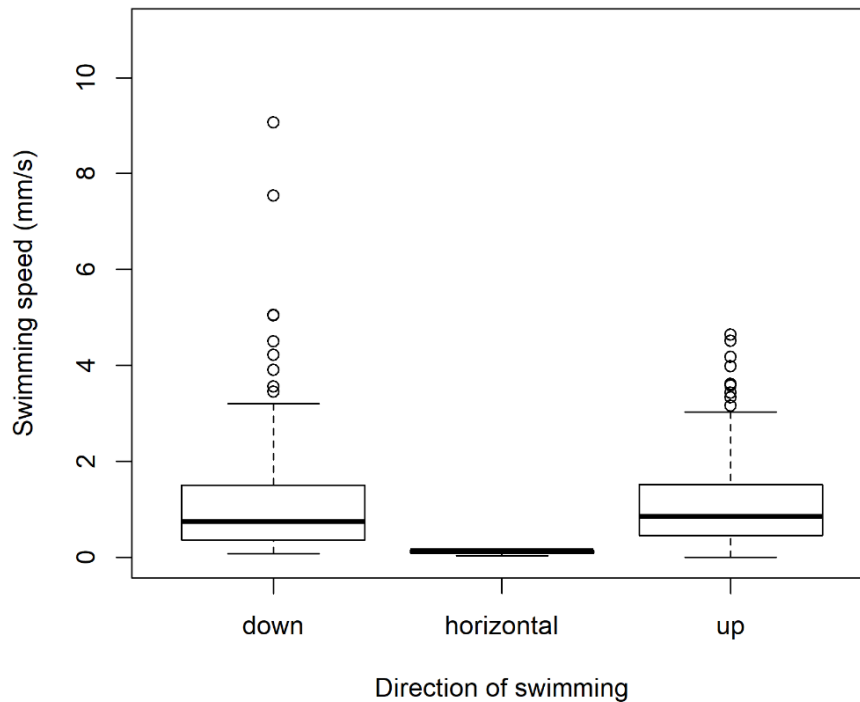 Swimming speed (mm/s)
10
8
6
4
2
0
down horizontal up
Direction of swimming